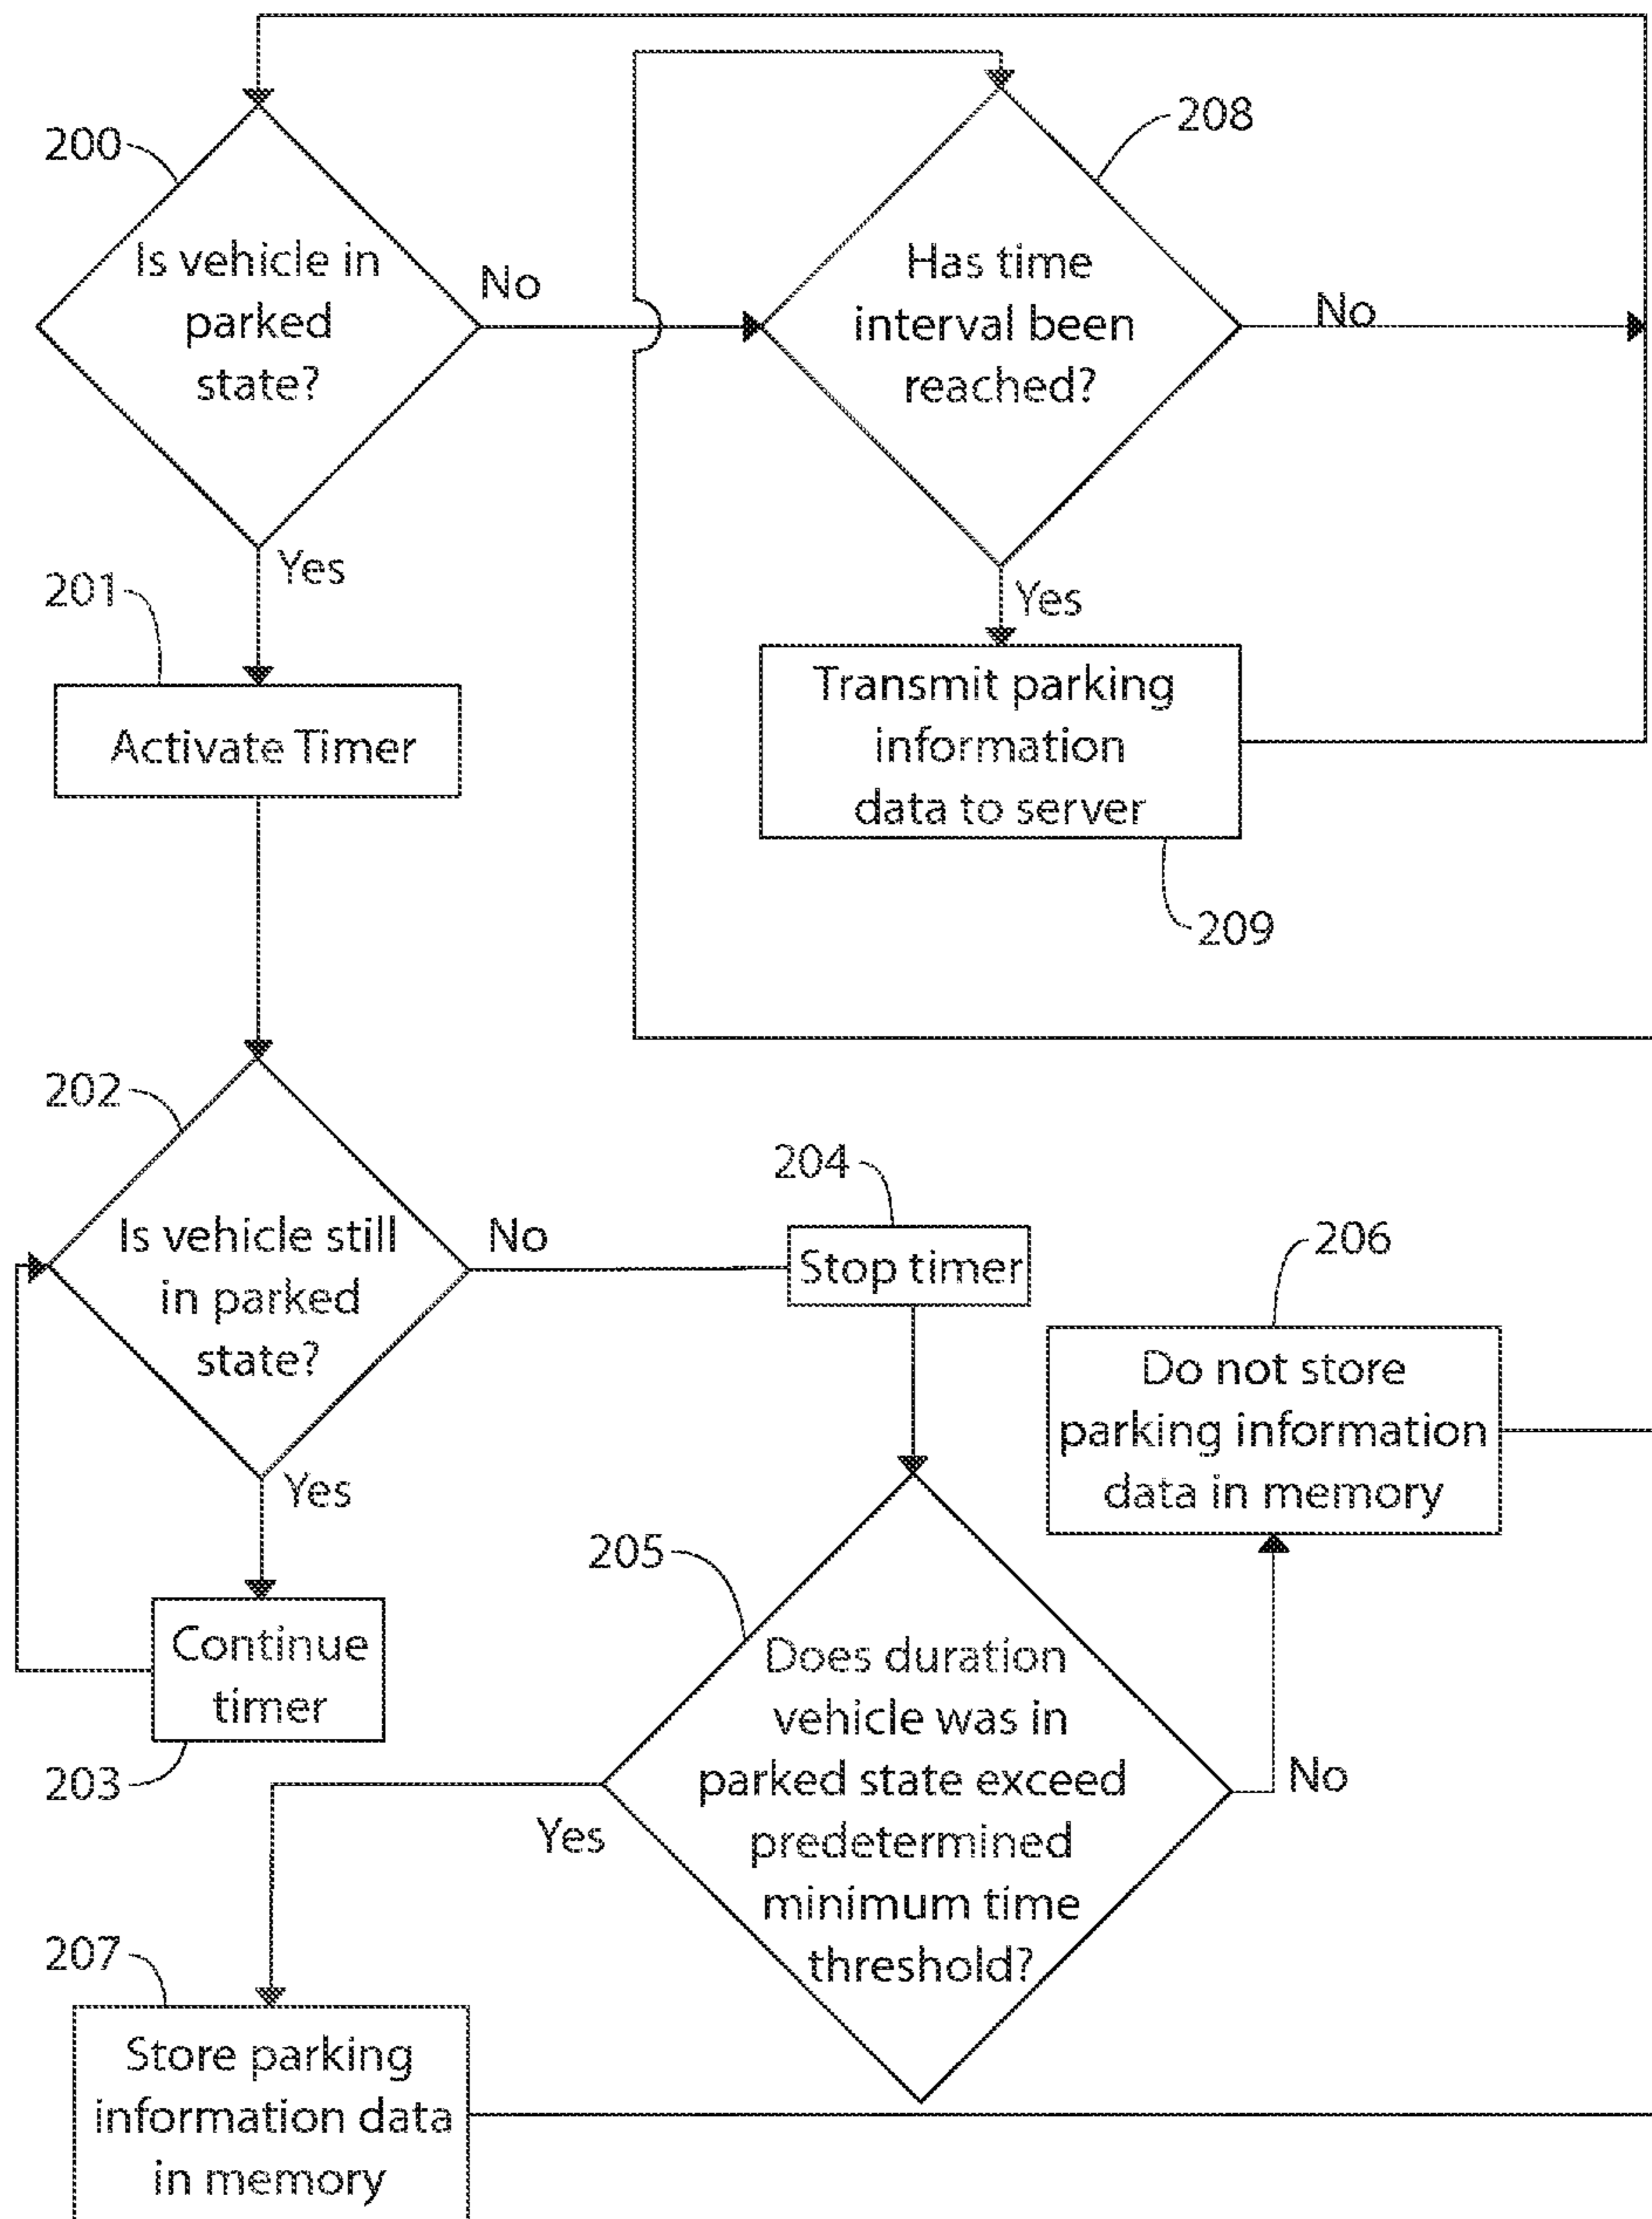 200
Is vehicle in
parked
state?
No
208
Has time
interval been
reached?
No
Yes
201
Activate Timer
Yes
Transmit parking
information
data to server
209
202
Is vehicle still
in parked
state?
No
204
Stop timer
206
Do not store
parking information
data in memory
Yes
Continue
timer
203
205
Does duration
vehicle was in
parked state exceed
predetermined
minimum time
threshold?
No
Yes
207
Store parking
information data
in memory